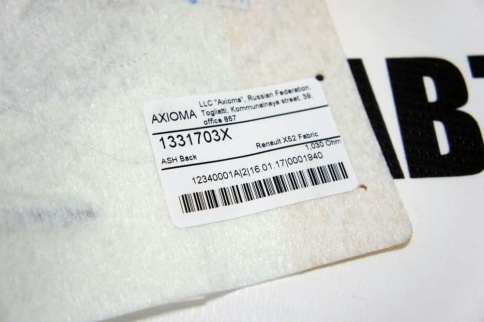 AXIOMA
LLC "Axioma", Russian Federation,
Togliatti, Kommunalnaya street, 39,
office 867
1331703X
ASH Back
Renault X52 Fabric
1,030 Ohm
12340001A|2|16.01.17|0001940
АВТ